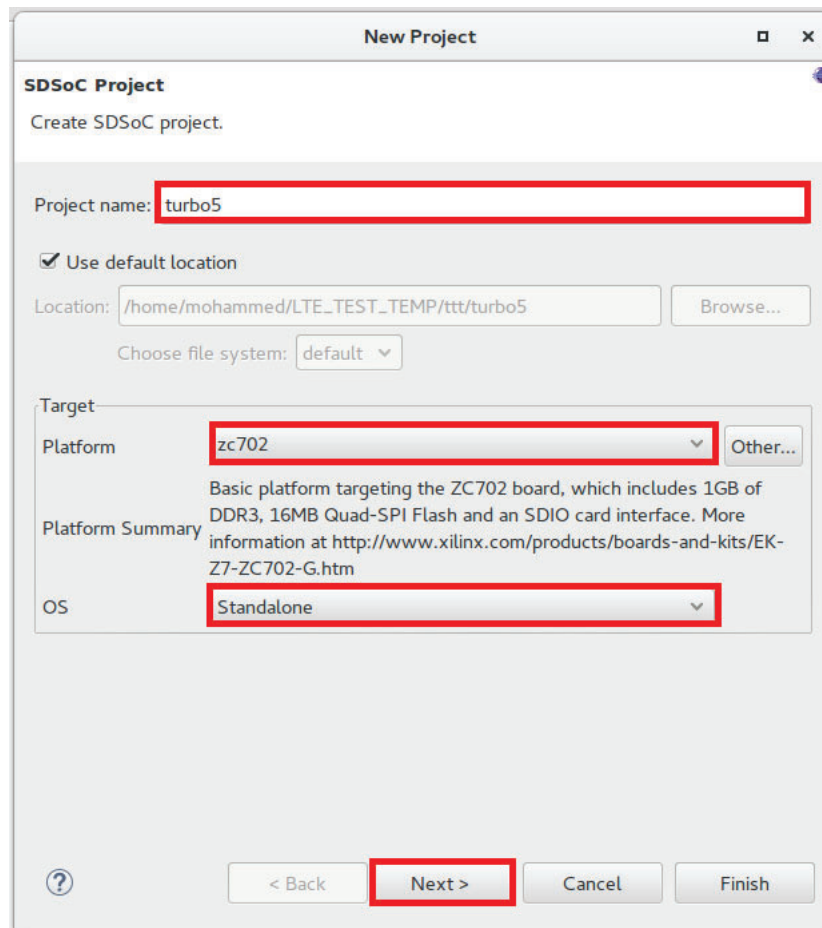 New Project
SDSoC Project
Create SDSoC project.
Project name: turbo5
Use default location
Location: /home/mohammed/LTE_TEST_TEMP/ttt/turbo5 Browse...
Choose file system: default
Target
Platform zc702 Other...
Platform Summary Basic platform targeting the ZC702 board, which includes 1GB of
DDR3, 16MB Quad-SPI Flash and an SDIO card interface. More
information at http://www.xilinx.com/products/boards-and-kits/EK-
Z7-ZC702-G.htm
OS Standalone
? < Back Next > Cancel Finish